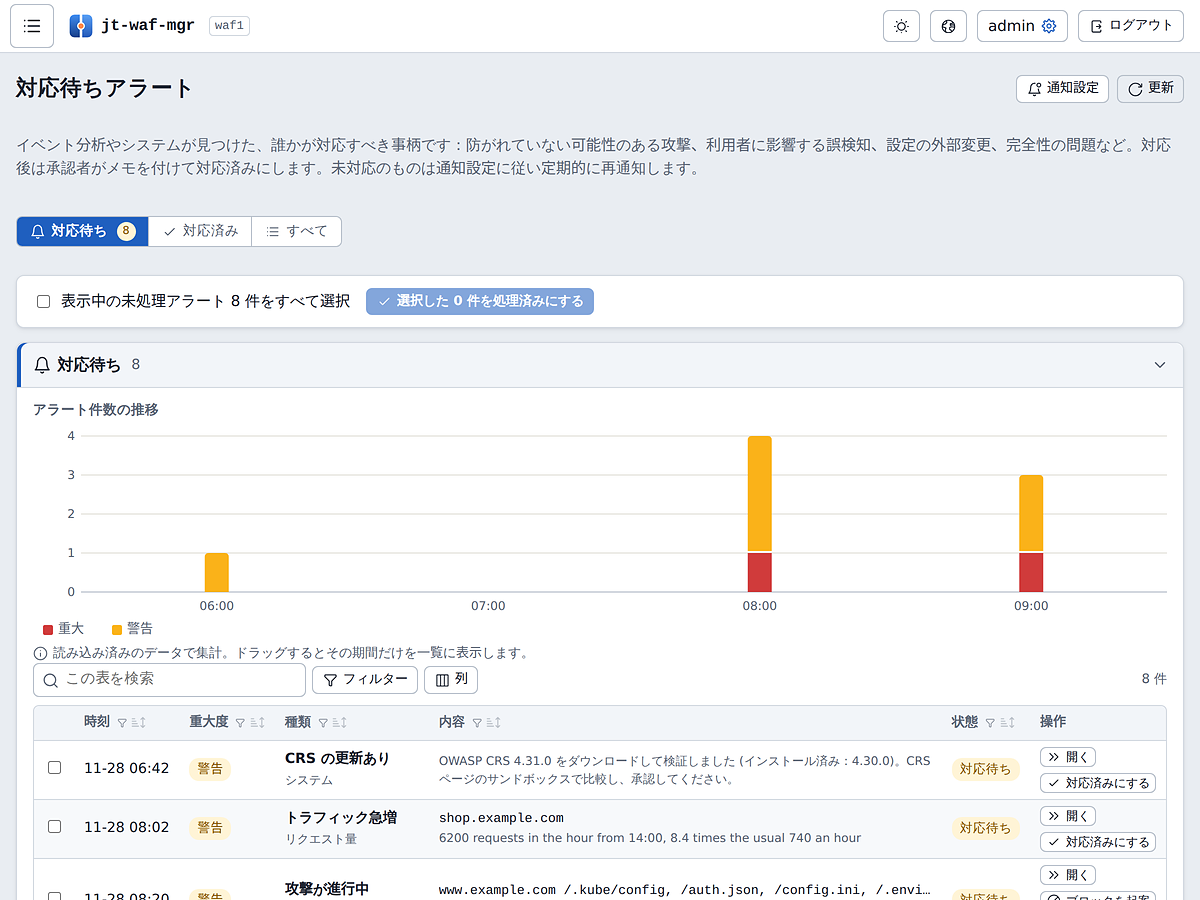 jt-waf-mgr waf1 admin ログアウト
対応待ちアラート 通知設定 更新
イベント分析やシステムが見つけた、誰かが対応すべき事柄です：防がれていない可能性のある攻撃、利用者に影響する誤検知、設定の外部変更、完全性の問題など。対応
後は承認者がメモを付けて対応済みにします。未対応のものは通知設定に従い定期的に再通知します。
対応待ち 8 対応済み すべて
表示中の未処理アラート 8 件をすべて選択 選択した 0 件を処理済みにする
対応待ち 8
アラート件数の推移
4
3
2
1
0
06:00 07:00 08:00 09:00
重大 警告
読み込み済みのデータで集計。ドラッグするとその期間だけを一覧に表示します。
この表を検索 フィルター 列 8 件
時刻 重大度 種類 内容 状態 操作
11-28 06:42 警告 CRS の更新あり システム OWASP CRS 4.31.0 をダウンロードして検証しました (インストール済み：4.30.0)。CRS
ページのサンドボックスで比較し、承認してください。 対応待ち 開く
対応済みにする
11-28 08:02 警告 トラフィック急増 リクエスト量 shop.example.com
6200 requests in the hour from 14:00, 8.4 times the usual 740 an hour 対応待ち 開く
対応済みにする
11-28 08:20 警告 攻撃が進行中 www.example.com /.kube/config, /auth.json, /config.ini, /.envi… 対応待ち 開く
ブロックを起案